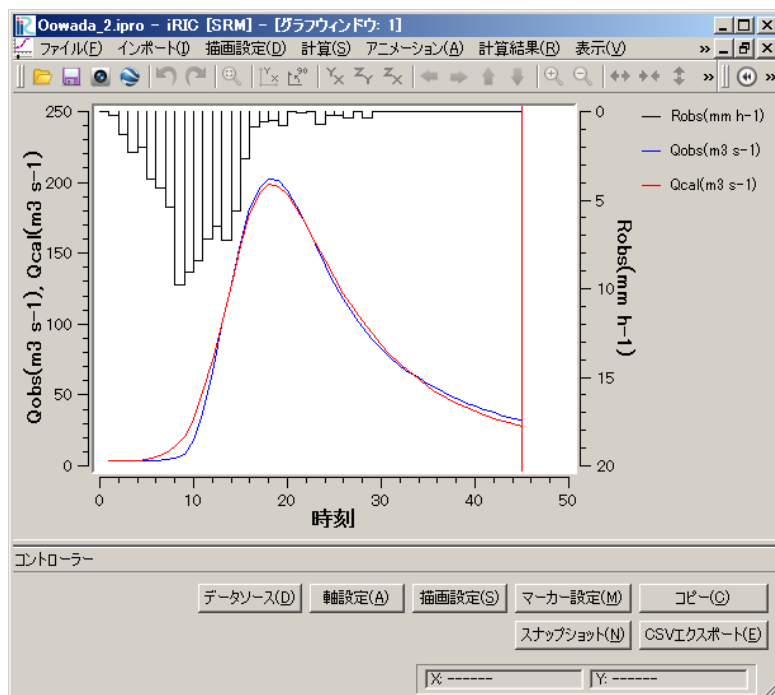 Oowada_2.ipro - iRIC [SRM] - [グラフウィンドウ: 1]
ファイル(F) インポート(I) 描画設定(D) 計算(S) アニメーション(A) 計算結果(R) 表示(V) »
YX 90° YX ZY ZX » »
250 0 Robs(mm h-1)
Qobs(m3 s-1)
200 Qcal(m3 s-1)
5
150
10
100
15
50
0 20
Qobs(m3 s-1), Qcal(m3 s-1)
Robs(mm h-1)
0 10 20 30 40 50
時刻
コントローラー
データソース(D) 軸設定(A) 描画設定(S) マーカー設定(M) コピー(C)
スナップショット(N) CSVエクスポート(E)
X: ------ Y: ------